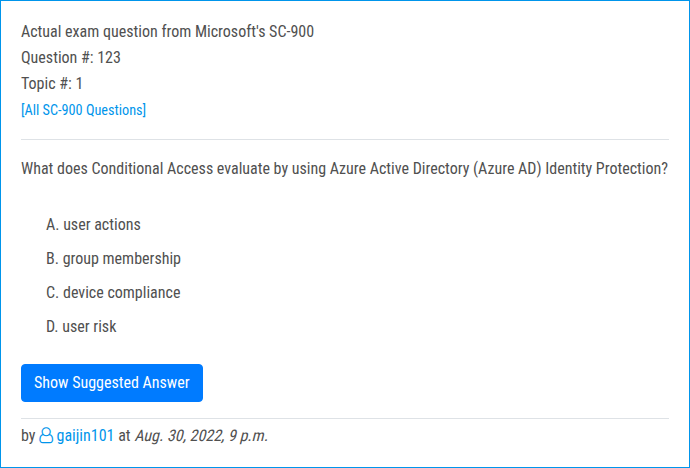 Actual exam question from Microsoft's SC-900
Question #: 123
Topic #: 1
[All SC-900 Questions]
What does Conditional Access evaluate by using Azure Active Directory (Azure AD) Identity Protection?
A. user actions
B. group membership
C. device compliance
D. user risk
Show Suggested Answer
by gaijin101 at Aug. 30, 2022, 9 p.m.